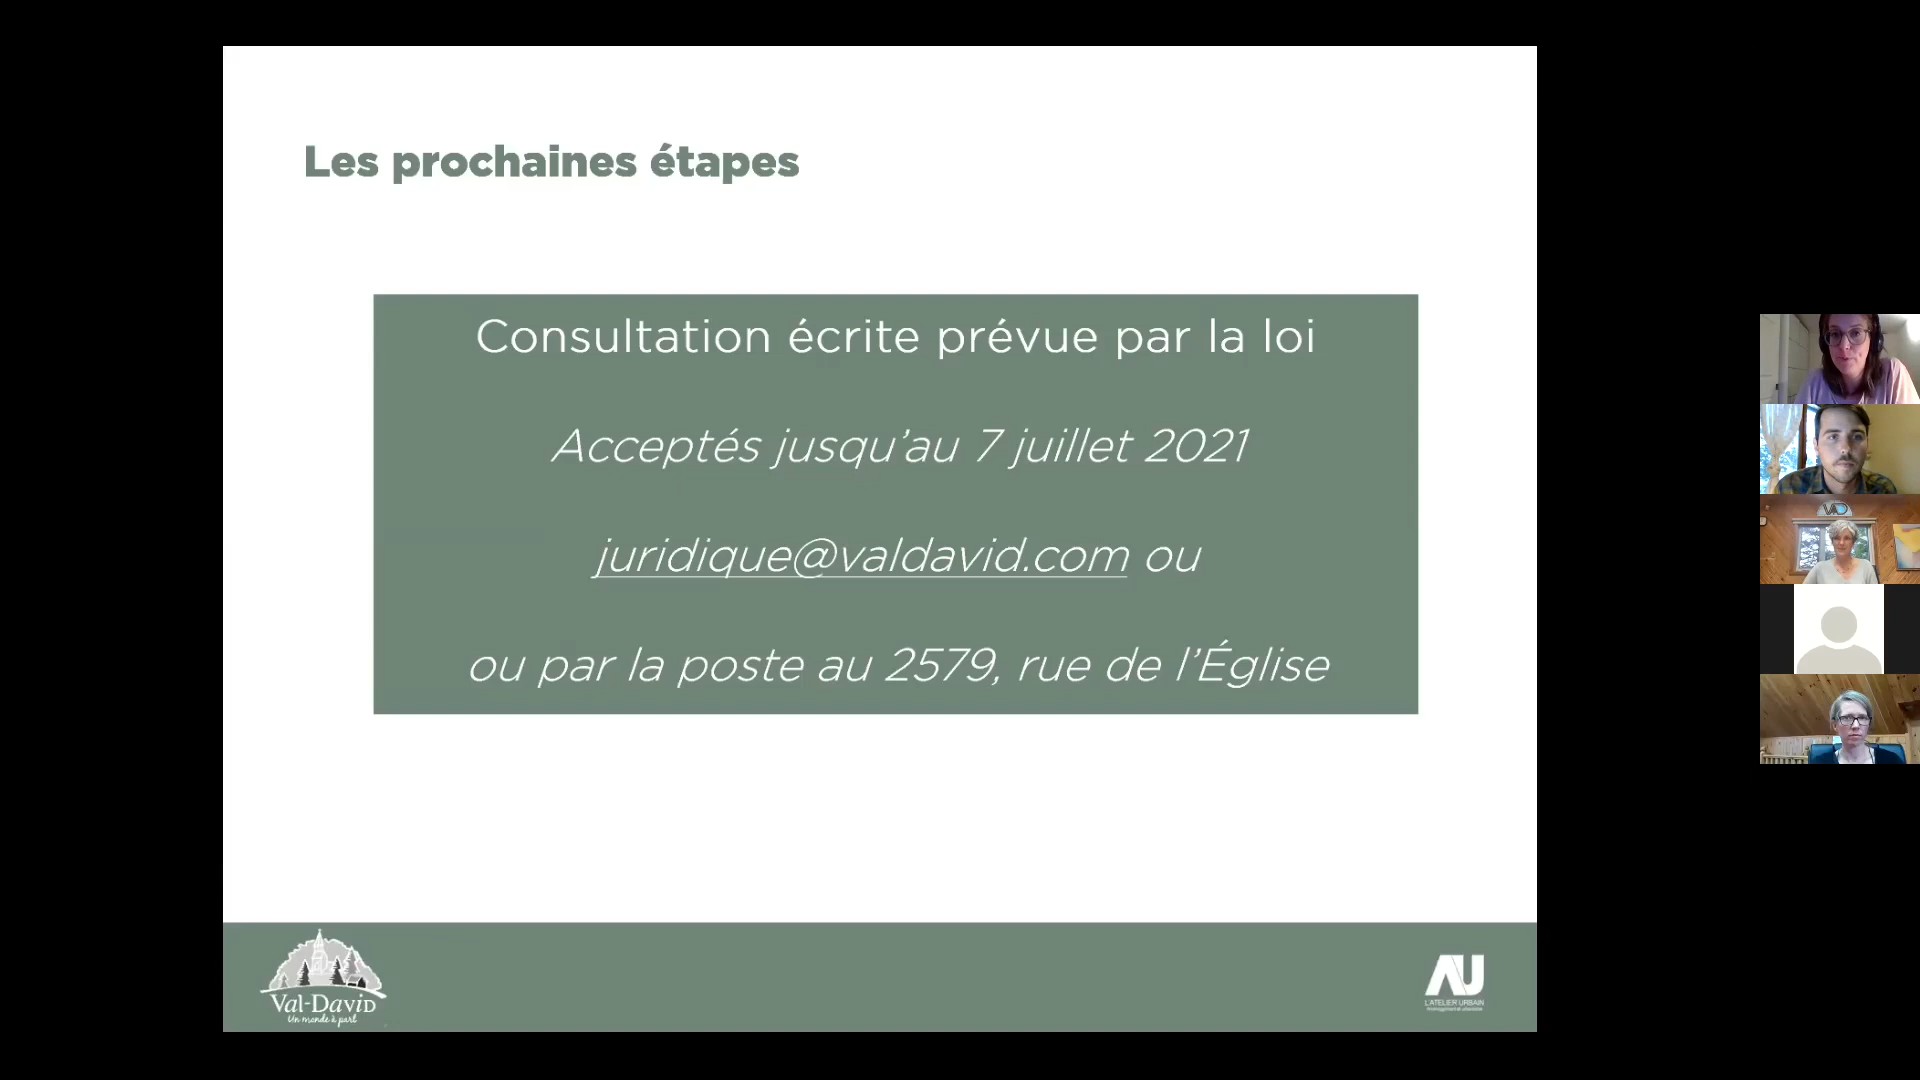 Les prochaines étapes
Consultation écrite prévue par la loi
Acceptés jusqu'au 7 juillet 2021
juridique@valdavid.com ou
ou par la poste au 2579, rue de l'Église
Val-David
Un monde à part
AU
L'ATELIER URBAIN